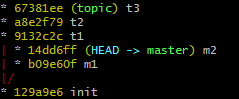 * 67381ee (topic) t3
* a8e2f79 t2
* 9132c2c t1
| * 14dd6ff (HEAD -> master) m2
| * b09e60f m1
|/
* 129a9e6 init